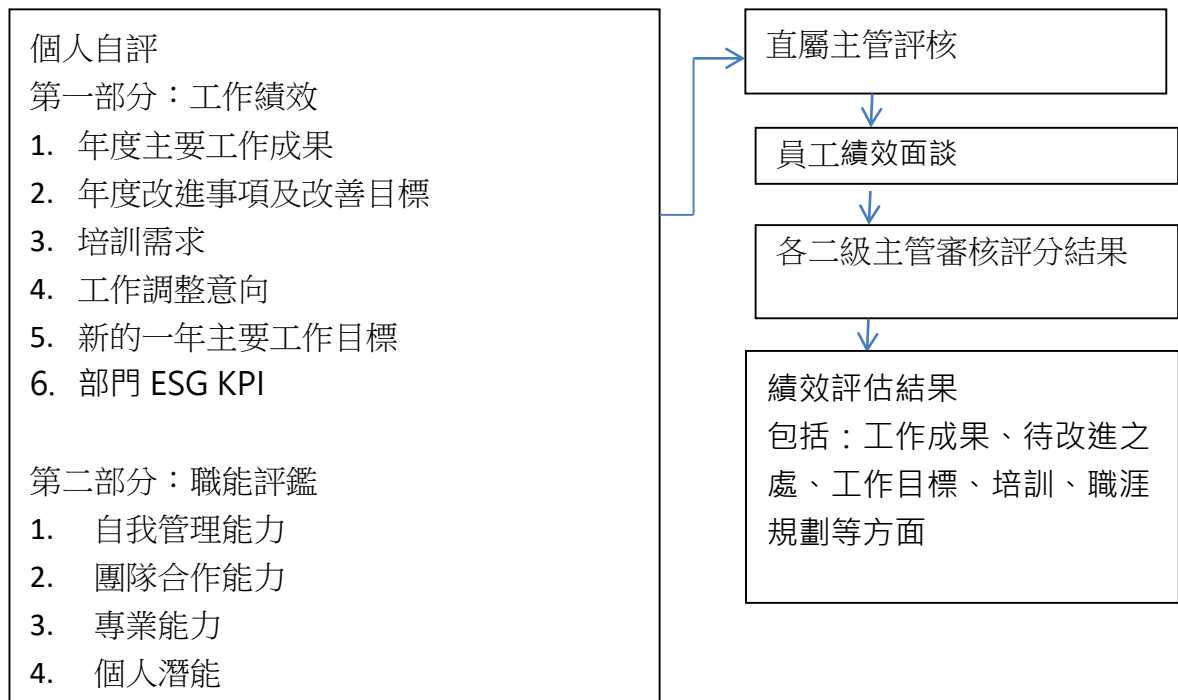 個人自評
第一部分：工作績效
1. 年度主要工作成果
2. 年度改進事項及改善目標
3. 培訓需求
4. 工作調整意向
5. 新的一年主要工作目標
6. 部門 ESG KPI
第二部分：職能評鑑
1. 自我管理能力
2. 團隊合作能力
3. 專業能力
4. 個人潛能
直屬主管評核
員工績效面談
各二級主管審核評分結果
績效評估結果
包括：工作成果、待改進之
處、工作目標、培訓、職涯
規劃等方面